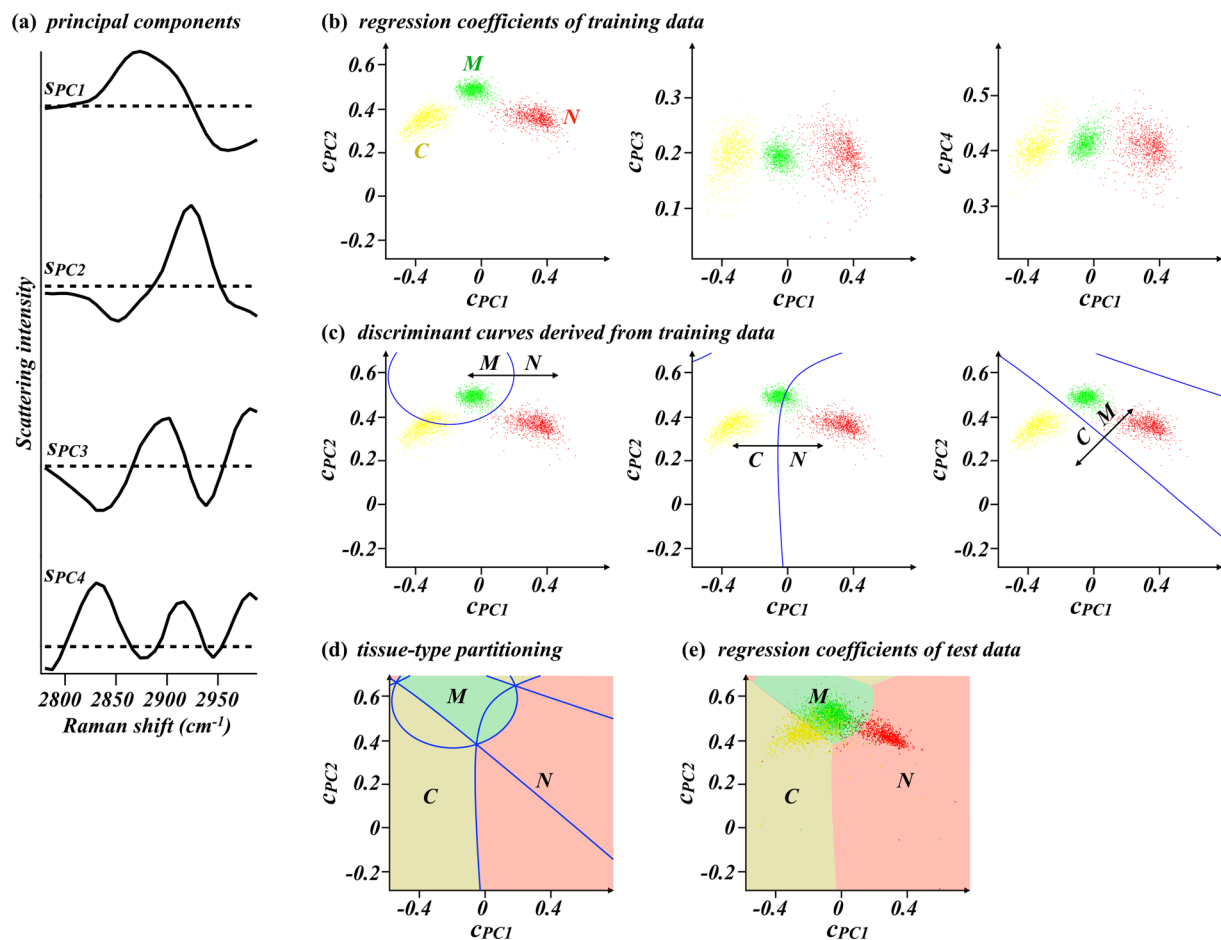 (a) principal components
SPC1
SPC2
SPC3
SPC4
Scattering intensity
2800 2850 2900 2950
Raman shift (cm-1)
(b) regression coefficients of training data
0.6
0.4
0.2
0
-0.2
cPC2
M
N
C
-0.4 0 0.4
cPC1
0.3
0.2
0.1
cPC3
-0.4 0 0.4
cPC1
0.5
0.4
0.3
0.2
cPC4
-0.4 0 0.4
cPC1
(c) discriminant curves derived from training data
0.6
0.4
0.2
0
-0.2
cPC2
M N
-0.4 0 0.4
cPC1
0.6
0.4
0.2
0
-0.2
cPC2
C N
-0.4 0 0.4
cPC1
0.6
0.4
0.2
0
-0.2
cPC2
C M
-0.4 0 0.4
cPC1
(d) tissue-type partitioning
0.6
0.4
0.2
0
-0.2
cPC2
M
N
C
-0.4 0 0.4
cPC1
(e) regression coefficients of test data
0.6
0.4
0.2
0
-0.2
cPC2
M
N
C
-0.4 0 0.4
cPC1